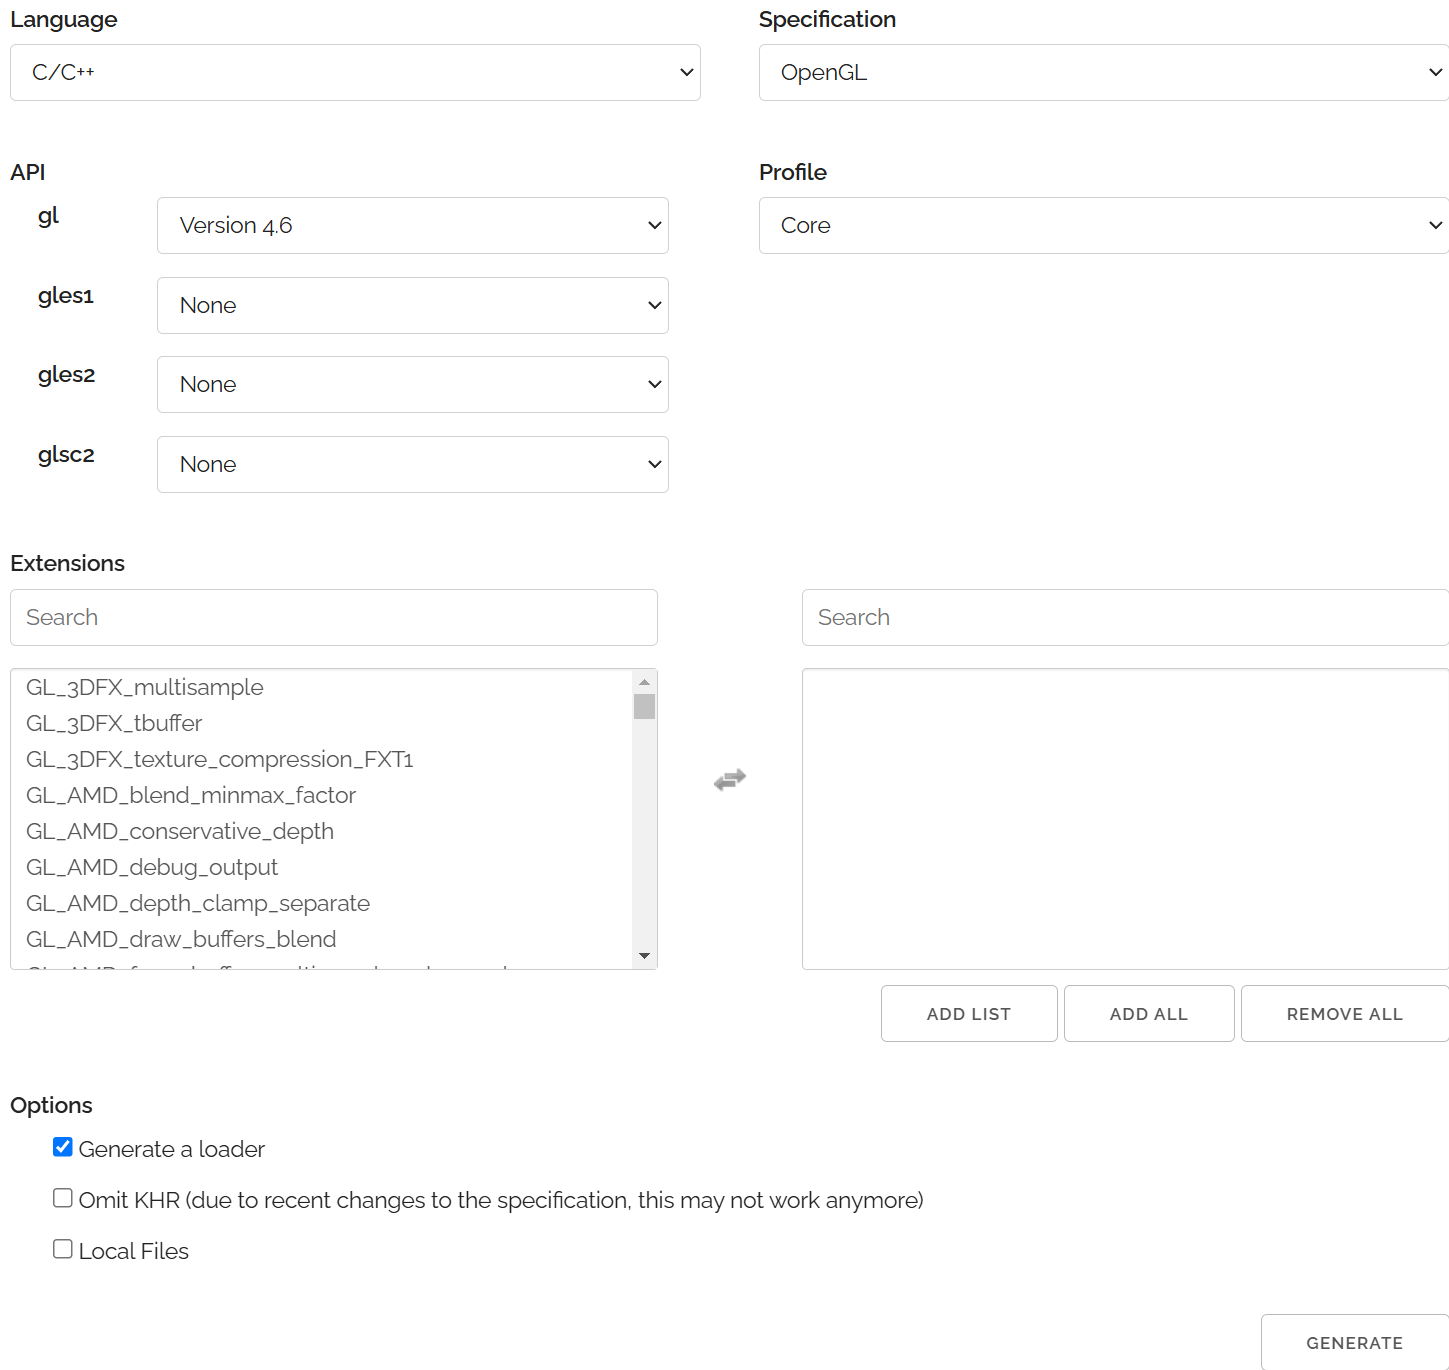 Language
C/C++
Specification
OpenGL
API
gl
Version 4.6
gles1
None
gles2
None
glsc2
None
Profile
Core
Extensions
Search
GL_3DFX_multisample
GL_3DFX_tbuffer
GL_3DFX_texture_compression_FXT1
GL_AMD_blend_minmax_factor
GL_AMD_conservative_depth
GL_AMD_debug_output
GL_AMD_depth_clamp_separate
GL_AMD_draw_buffers_blend
Search
ADD LIST
ADD ALL
REMOVE ALL
Options
Generate a loader
Omit KHR (due to recent changes to the specification, this may not work anymore)
Local Files
GENERATE